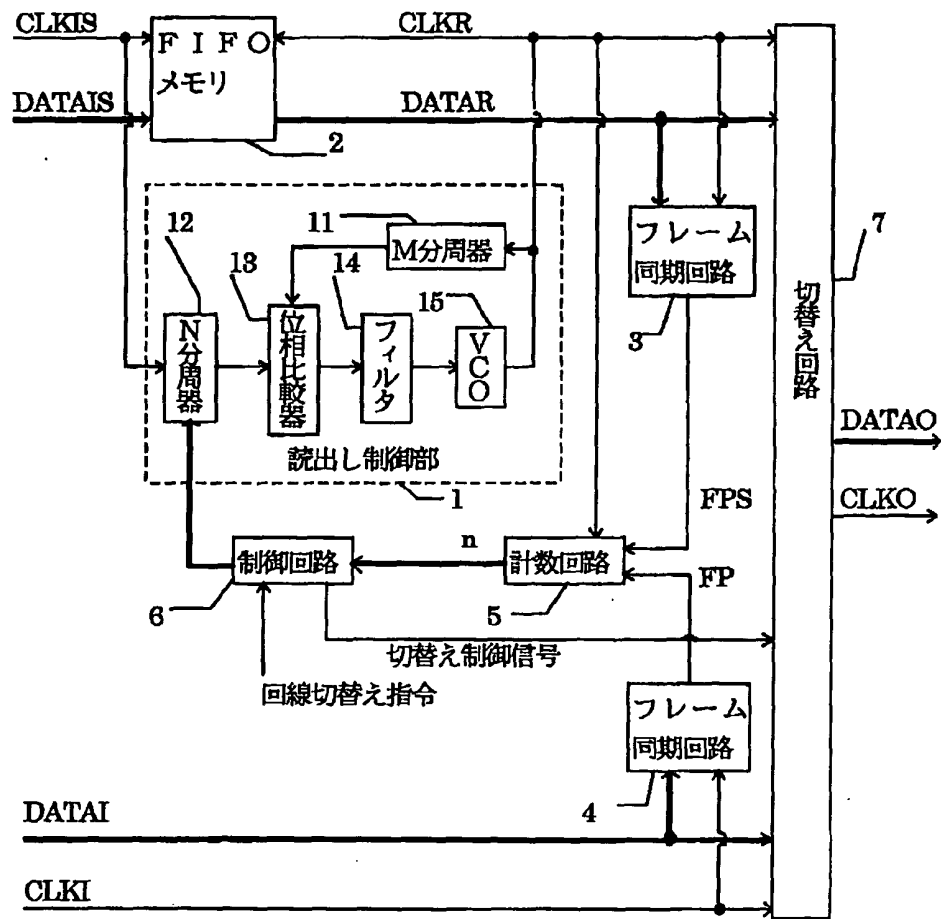 CLKIS
FIFO
メモリ
CLKR
DATAIS
DATAR
2
12
11
M分周器
フレーム
同期回路
7
13
14
15
3
切替え回路
N分周器
位相比較器
フィルタ
VCO
DATAO
読出し制御部
1
FPS
CLKO
n
制御回路
計数回路
FP
6
5
切替え制御信号
回線切替え指令
フレーム
同期回路
4
DATAI
CLKI